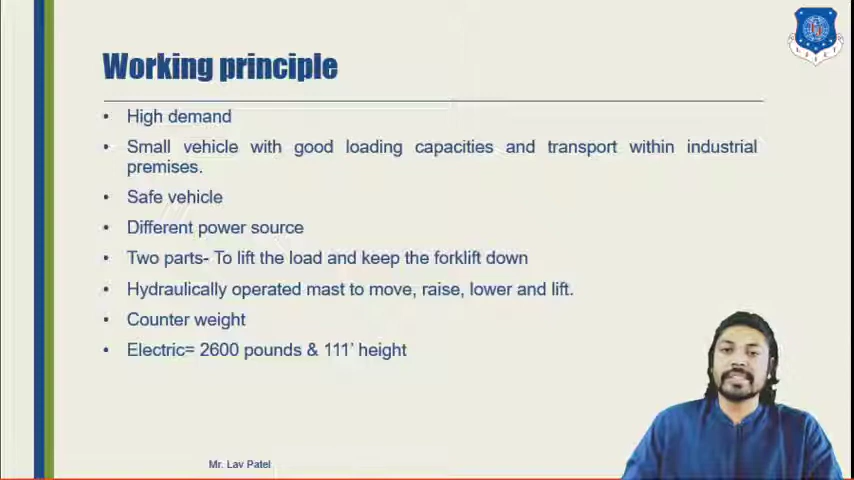 Working principle
• High demand
• Small vehicle with good loading capacities and transport within industrial
premises.
• Safe vehicle
• Different power source
• Two parts- To lift the load and keep the forklift down
• Hydraulically operated mast to move, raise, lower and lift.
• Counter weight
• Electric= 2600 pounds & 111’ height
Mr. Lav Patel